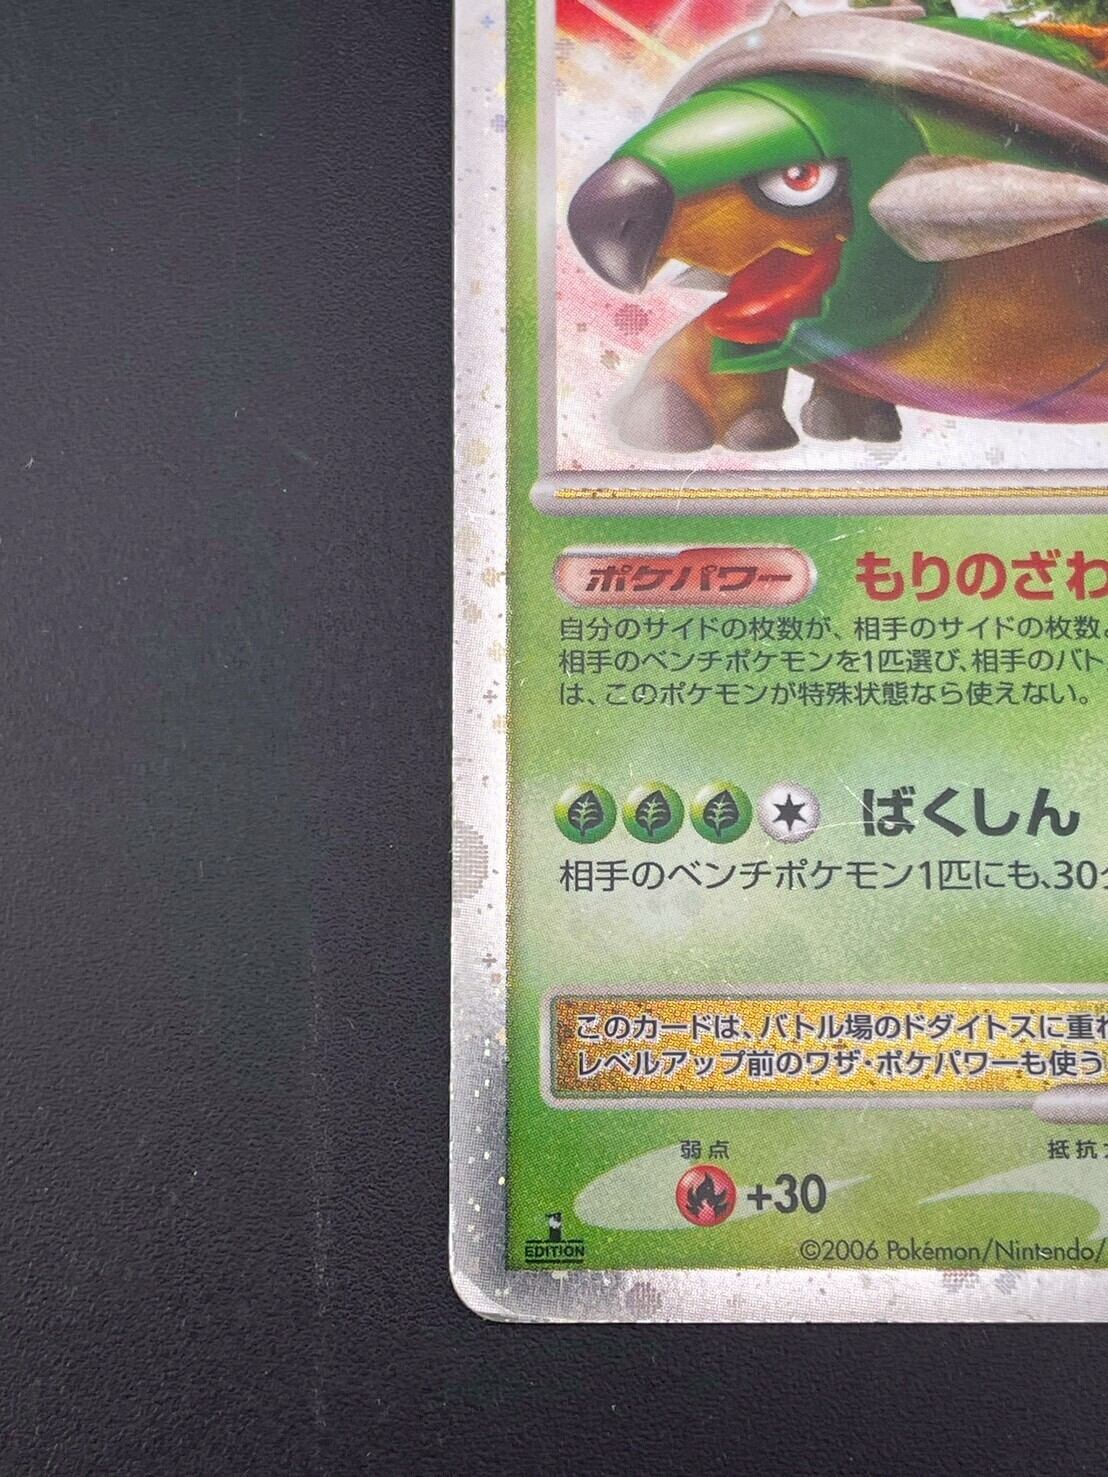 ポケパワー もりのざわ
自分のサイドの枚数が、相手のサイドの枚数
相手のベンチポケモンを1匹選び、相手のバト
は、このポケモンが特殊状態なら使えない。
ばくしん
相手のベンチポケモン1匹にも、30
このカードは、バトル場のドダイトスに重ね
レベルアップ前のワザ・ポケパワーも使う
弱点 抵抗
+30
1
EDITION
©2006 Pokémon/Nintendo/